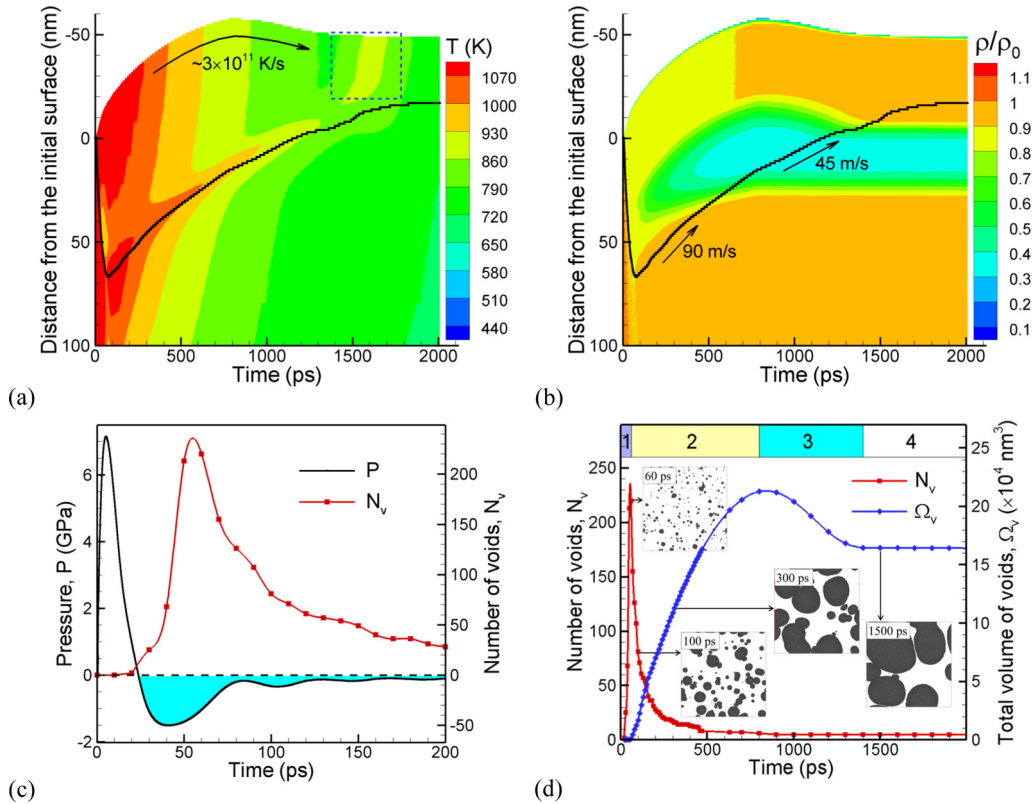 T (K)
1070
1000
930
860
790
720
650
580
510
440
~3×10¹¹ K/s
Distance from the initial surface (nm)
-50
0
50
100
0
500
1000
1500
2000
Time (ps)
(a)
ρ/ρ₀
1.1
1
0.9
0.8
0.7
0.6
0.5
0.4
0.3
0.2
0.1
45 m/s
90 m/s
Distance from the initial surface (nm)
-50
0
50
100
0
500
1000
1500
2000
Time (ps)
(b)
Pressure, P (GPa)
6
4
2
0
-2
P
Nᵥ
Number of voids, Nᵥ
200
150
100
50
0
-50
0
50
100
150
200
Time (ps)
(c)
1
2
3
4
Number of voids, Nᵥ
290
250
200
150
100
50
0
Nᵥ
Ωᵥ
60 ps
300 ps
100 ps
1500 ps
Total volume of voids, Ωᵥ (×10⁴ nm³)
25
20
15
10
5
0
0
500
1000
1500
Time (ps)
(d)